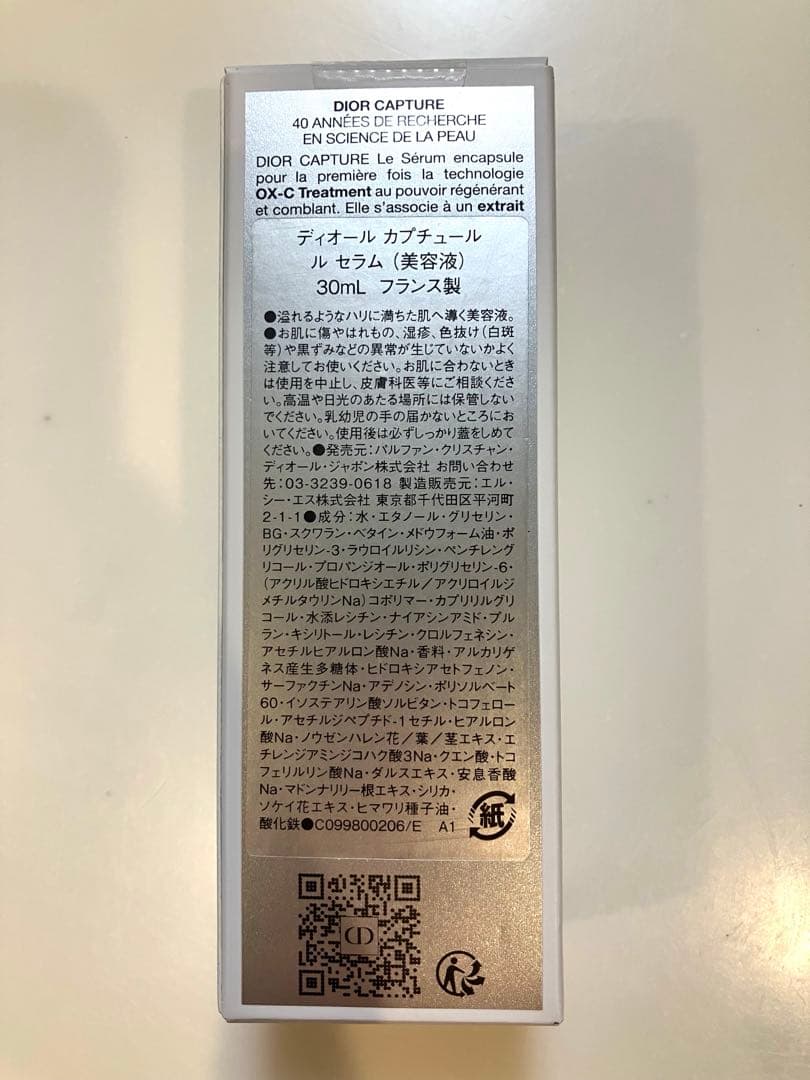 DIOR CAPTURE
40 ANNÉES DE RECHERCHE
EN SCIENCE DE LA PEAU
DIOR CAPTURE Le Sérum encapsule
pour la première fois la technologie
OX-C Treatment au pouvoir régénérant
et comblant. Elle s'associe à un extrait
ディオール カプチュール
ル セラム（美容液）
30mL フランス製
●溢れるようなハリに満ちた肌へ導く美容液。
●お肌に傷やはれもの、湿疹、色抜け（白斑
等）や黒ずみなどの異常が生じていないかよく
注意してお使いください。お肌に合わないとき
は使用を中止し、皮膚科医等にご相談くださ
い。高温や日光のあたる場所には保管しない
でください。乳幼児の手の届かないところにお
いてください。使用後は必ずしっかり蓋をしめて
ください。●発売元：パルファン・クリスチャン・
ディオール・ジャポン株式会社 お問い合わせ
先：03-3239-0618 製造販売元：エル・
シー・エス株式会社 東京都千代田区平河町
2-1-1●成分：水・エタノール・グリセリン・
BG・スクワラン・ベタイン・メドウフォーム油・ポ
リグリセリン-3・ラウロイルリシン・ペンチレング
リコール・プロパンジオール・ポリグリセリン-6・
（アクリル酸ヒドロキシエチル／アクリロイルジ
メチルタウリンNa）コポリマー・カプリリルグリ
コール・水添レシチン・ナイアシンアミド・プル
ラン・キシリトール・レシチン・クロルフェネシン・
アセチルヒアルロン酸Na・香料・アルカリゲ
ネス産生多糖体・ヒドロキシアセトフェノン・
サーファクチンNa・アデノシン・ポリソルベート
60・イソステアリン酸ソルビタン・トコフェロー
ル・アセチルジペプチド-1セチル・ヒアルロン
酸Na・ノウゼンハレン花／葉／茎エキス・エ
チレンジアミンジコハク酸3Na・クエン酸・トコ
フェリルリン酸Na・ダルスエキス・安息香酸
Na・マドンナリリー根エキス・シリカ・
ソケイ花エキス・ヒマワリ種子油・
酸化鉄●C099800206/E A1
紙
CD